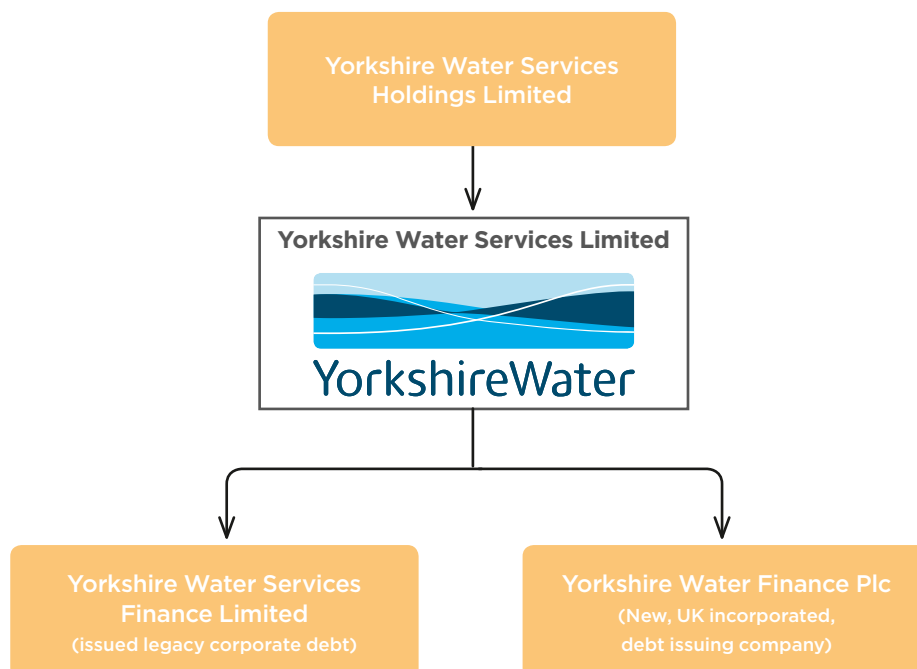 Yorkshire Water Services
Holdings Limited
Yorkshire Water Services Limited
YorkshireWater
Yorkshire Water Services
Finance Limited
(issued legacy corporate debt)
Yorkshire Water Finance Plc
(New, UK incorporated,
debt issuing company)